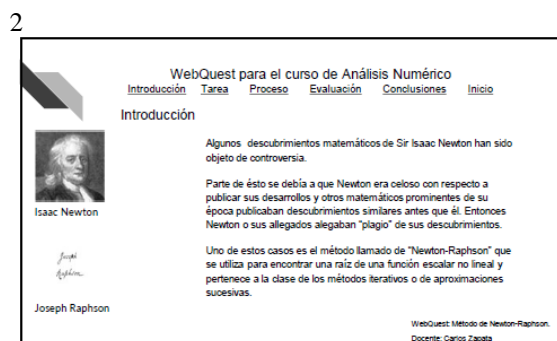 2
WebQuest para el curso de Análisis Numérico
Introducción Tarea Proceso Evaluación Conclusiones Inicio
Introducción
Algunos descubrimientos matemáticos de Sir Isaac Newton han sido
objeto de controversia.
Parte de ésto se debía a que Newton era celoso con respecto a
publicar sus desarrollos y otros matemáticos prominentes de su
época publicaban descubrimientos similares antes que él. Entonces
Newton o sus allegados alegaban “plagio” de sus descubrimientos.
Isaac Newton
Uno de estos casos es el método llamado de “Newton-Raphson” que
se utiliza para encontrar una raíz de una función escalar no lineal y
pertenece a la clase de los métodos iterativos o de aproximaciones
sucesivas.
Joseph
Raphson
Joseph Raphson
WebQuest: Método de Newton-Raphson.
Docente: Carlos Zapata